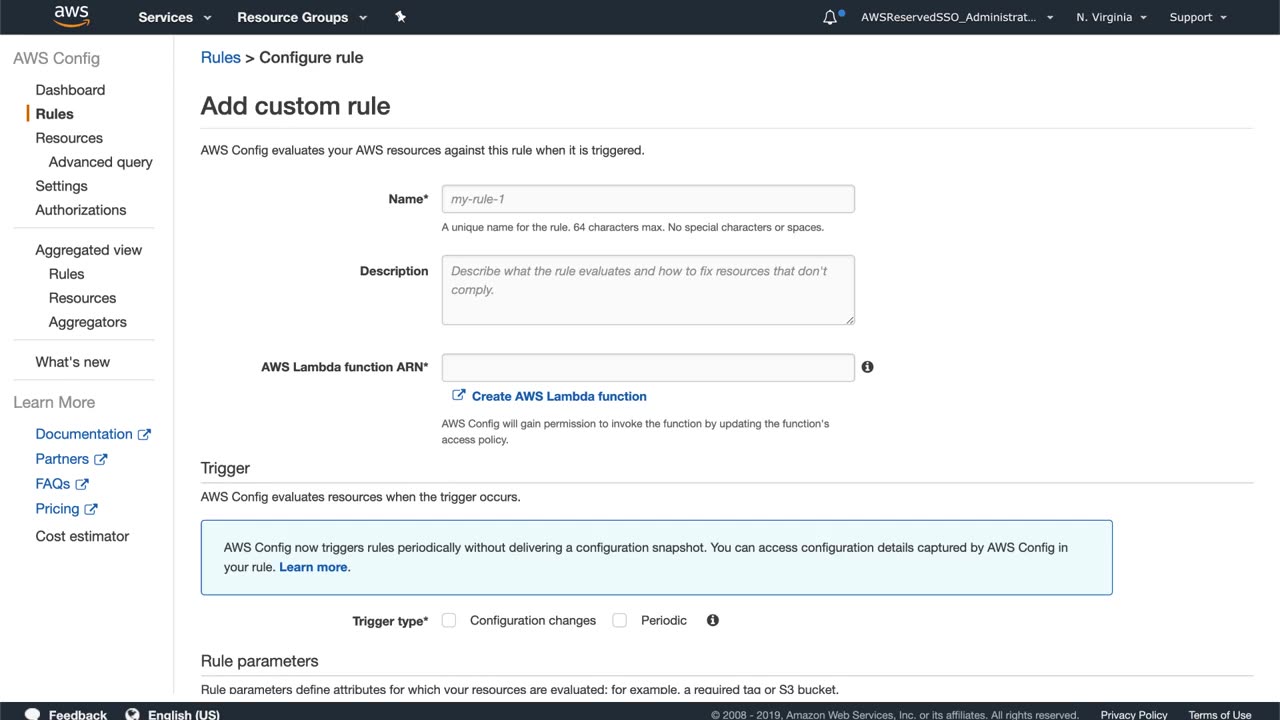 aws
Services
Resource Groups
AWSReservedSSO_Administrat...
N. Virginia
Support
AWS Config
Dashboard
Rules
Resources
Advanced query
Settings
Authorizations
Aggregated view
Rules
Resources
Aggregators
What's new
Learn More
Documentation
Partners
FAQs
Pricing
Cost estimator
Rules > Configure rule
Add custom rule
AWS Config evaluates your AWS resources against this rule when it is triggered.
Name* my-rule-1
A unique name for the rule. 64 characters max. No special characters or spaces.
Description Describe what the rule evaluates and how to fix resources that don't
comply.
AWS Lambda function ARN*
Create AWS Lambda function
AWS Config will gain permission to invoke the function by updating the function's
access policy.
Trigger
AWS Config evaluates resources when the trigger occurs.
AWS Config now triggers rules periodically without delivering a configuration snapshot. You can access configuration details captured by AWS Config in
your rule. Learn more.
Trigger type* Configuration changes Periodic
Rule parameters
Rule parameters define attributes for which your resources are evaluated; for example, a required tag or S3 bucket.
Feedback English (US) © 2008 - 2019, Amazon Web Services, Inc. or its affiliates. All rights reserved. Privacy Policy Terms of Use